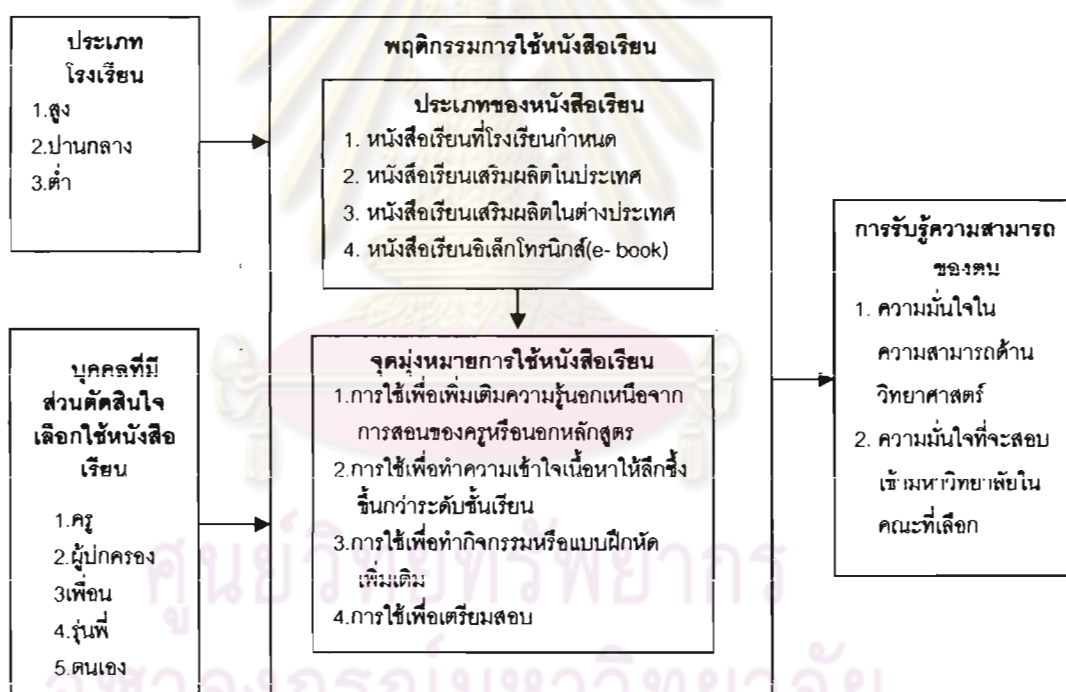 ประเภท
โรงเรียน
1.สูง
2.ปานกลาง
3.ต่ำ
บุคคลที่มี
ส่วนตัดสินใจ
เลือกใช้หนังสือ
เรียน
1.ครู
2.ผู้ปกครอง
3เพื่อน
4.รุ่นพี่
5.ตนเอง
พฤติกรรมการใช้หนังสือเรียน
ประเภทของหนังสือเรียน
1. หนังสือเรียนที่โรงเรียนกำหนด
2. หนังสือเรียนเสริมผลิตในประเทศ
3. หนังสือเรียนเสริมผลิตในต่างประเทศ
4. หนังสือเรียนอิเล็กโทรนิกส์(e- book)
จุดมุ่งหมายการใช้หนังสือเรียน
1.การใช้เพื่อเพิ่มเติมความรู้นอกเหนือจาก
การสอนของครูหรือนอกหลักสูตร
2.การใช้เพื่อทำความเข้าใจเนื้อหาให้ลึกซึ้ง
ขึ้นกว่าระดับชั้นเรียน
3.การใช้เพื่อทำกิจกรรมหรือแบบฝึกหัด
เพิ่มเติม
4.การใช้เพื่อเตรียมสอบ
การรับรู้ความสามารถ
ของตน
1. ความมั่นใจใน
ความสามารถด้าน
วิทยาศาสตร์
2. ความมั่นใจที่จะสอบ
เข้ามหาวิทยาลัยใน
คณะที่เลือก
ศูนย์วิทยทรัพยากร
จุฬาลงกรณ์มหาวิทยาลัย